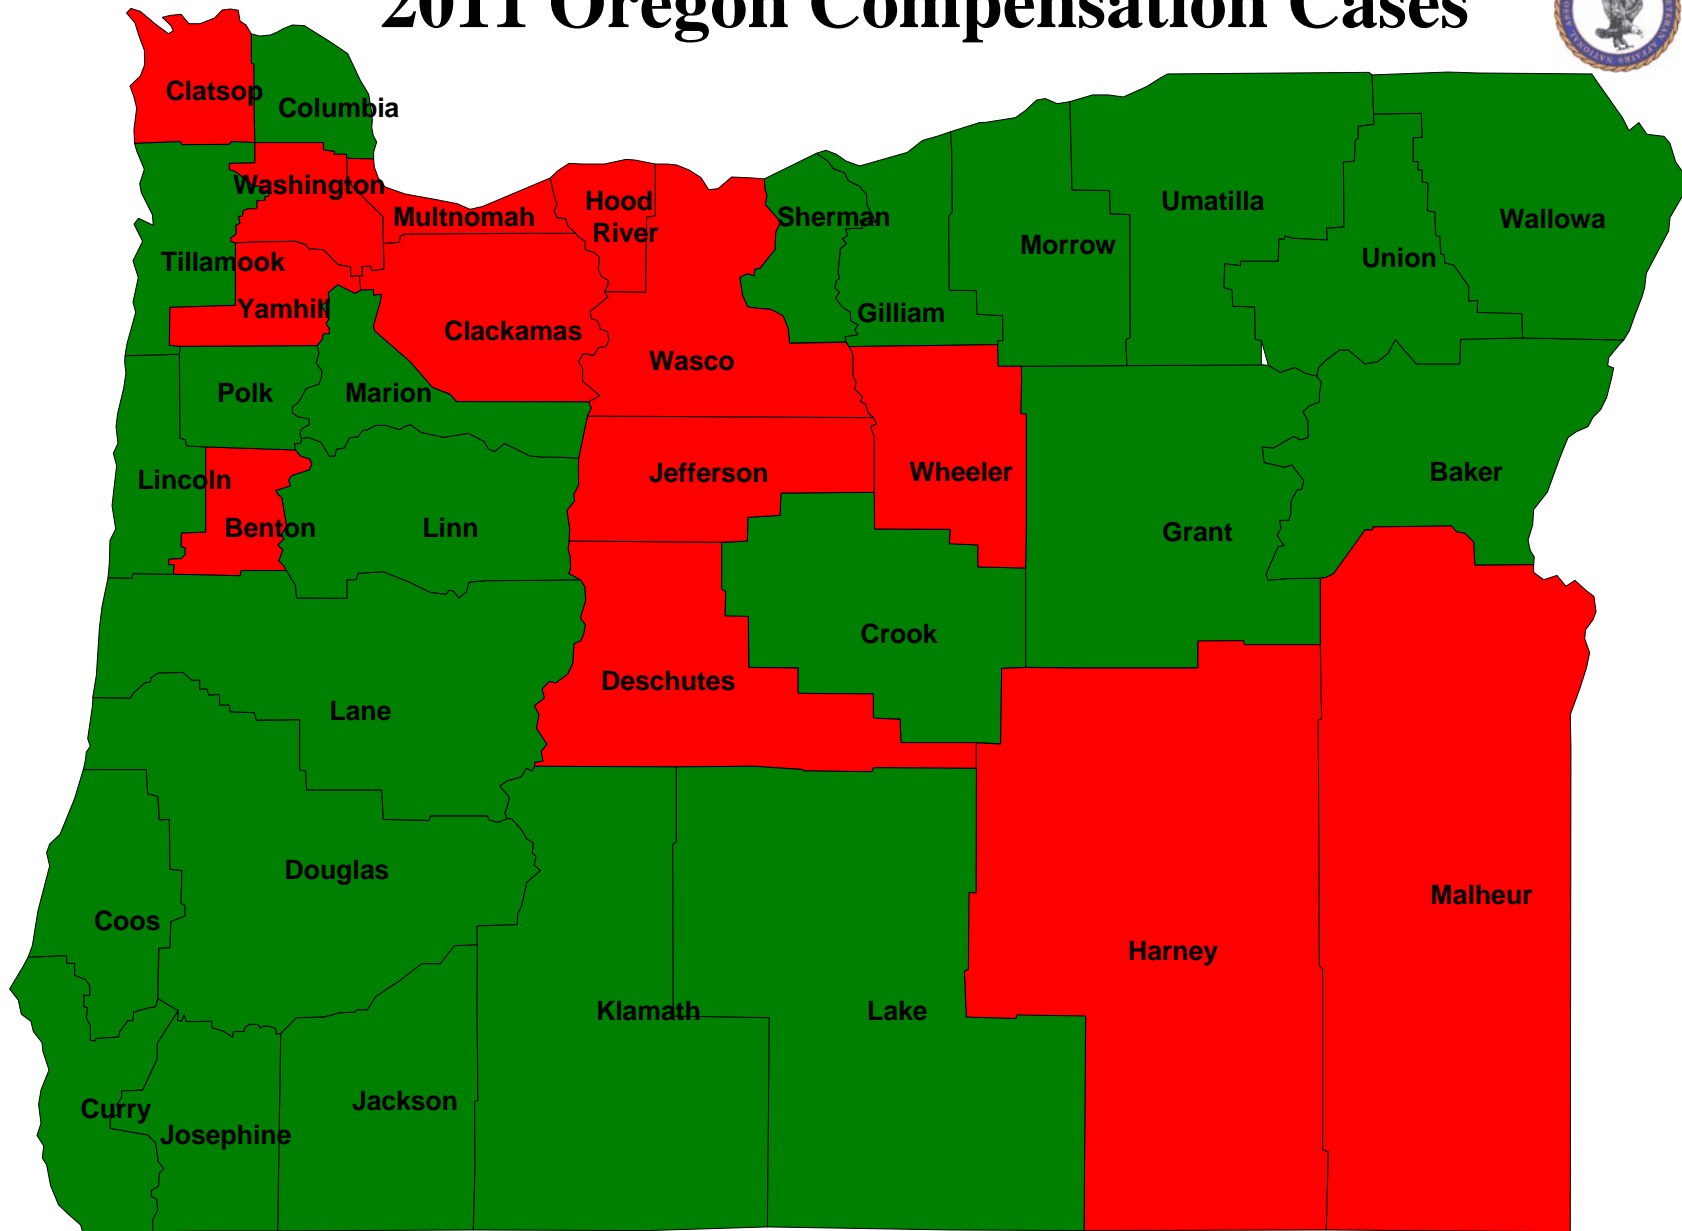 2011 Oregon Compensation Cases
Clatsop
Columbia
Washington
Multnomah
Hood
River
Sherman
Umatilla
Wallowa
Morrow
Union
Tillamook
Yamhill
Gilliam
Clackamas
Wasco
Polk
Marion
Lincoln
Jefferson
Wheeler
Baker
Benton
Linn
Grant
Crook
Deschutes
Lane
Douglas
Malheur
Coos
Harney
Klamath
Lake
Curry
Jackson
Josephine